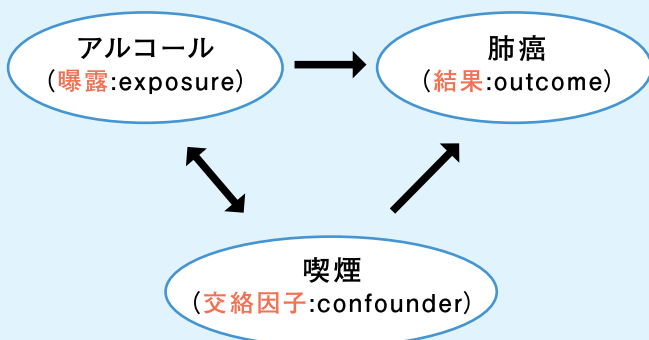 アルコール
(曝露:exposure)
肺癌
(結果:outcome)
喫煙
(交絡因子:confounder)